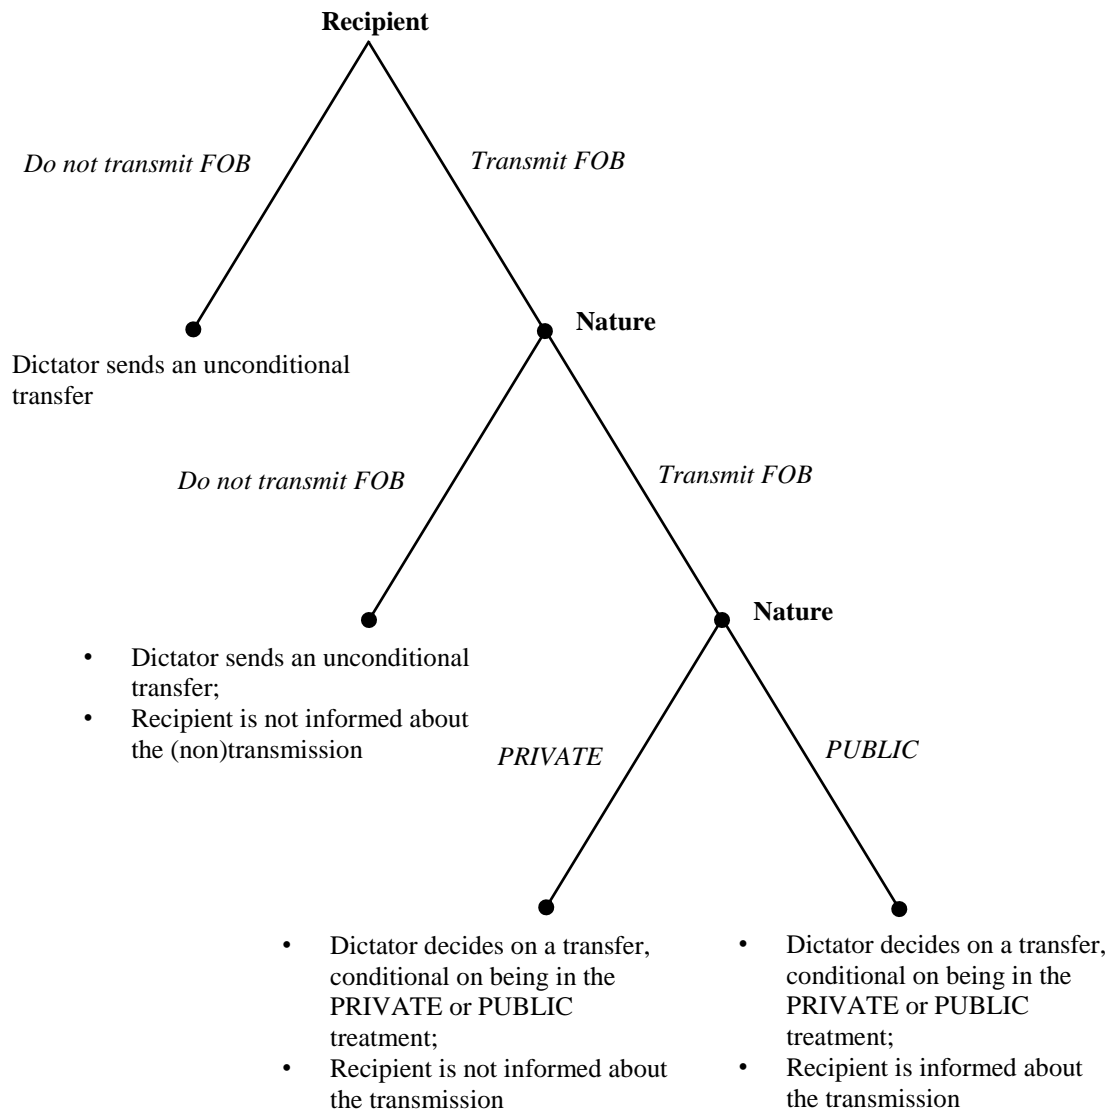 Recipient
Do not transmit FOB
Transmit FOB
Nature
Dictator sends an unconditional
transfer
Do not transmit FOB
Transmit FOB
Nature
• Dictator sends an unconditional
transfer;
• Recipient is not informed about
the (non)transmission
PRIVATE
PUBLIC
• Dictator decides on a transfer,
conditional on being in the
PRIVATE or PUBLIC
treatment;
• Recipient is not informed about
the transmission
• Dictator decides on a transfer,
conditional on being in the
PRIVATE or PUBLIC
treatment;
• Recipient is informed about
the transmission